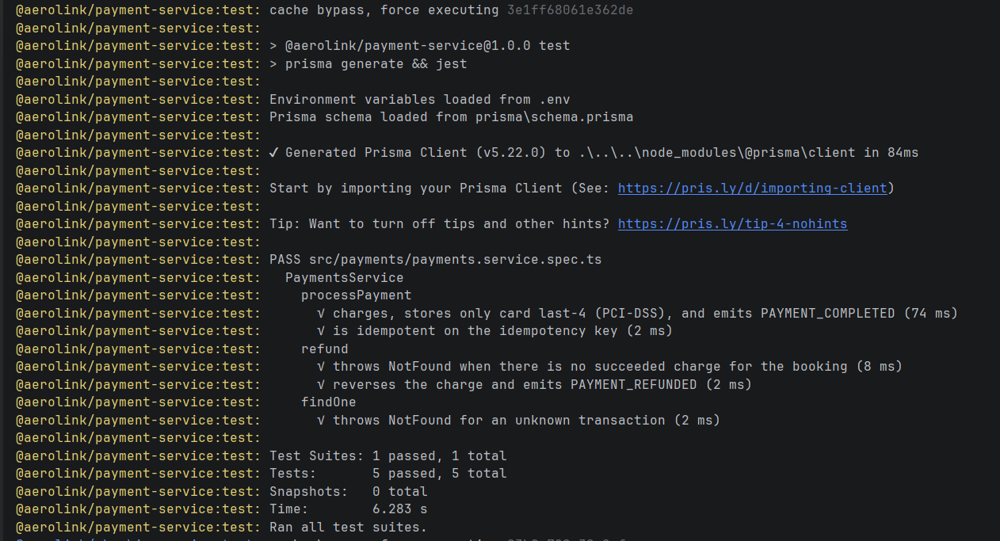 @aerolink/payment-service:test: cache bypass, force executing 3e1ff68061e362de
@aerolink/payment-service:test:
@aerolink/payment-service:test: > @aerolink/payment-service@1.0.0 test
@aerolink/payment-service:test: > prisma generate && jest
@aerolink/payment-service:test:
@aerolink/payment-service:test: Environment variables loaded from .env
@aerolink/payment-service:test: Prisma schema loaded from prisma\schema.prisma
@aerolink/payment-service:test:
@aerolink/payment-service:test: ✔ Generated Prisma Client (v5.22.0) to .\..\..\node_modules\@prisma\client in 84ms
@aerolink/payment-service:test:
@aerolink/payment-service:test: Start by importing your Prisma Client (See: https://pris.ly/d/importing-client)
@aerolink/payment-service:test:
@aerolink/payment-service:test: Tip: Want to turn off tips and other hints? https://pris.ly/tip-4-nohints
@aerolink/payment-service:test:
@aerolink/payment-service:test: PASS src/payments/payments.service.spec.ts
@aerolink/payment-service:test:   PaymentsService
@aerolink/payment-service:test:     processPayment
@aerolink/payment-service:test:       √ charges, stores only card last-4 (PCI-DSS), and emits PAYMENT_COMPLETED (74 ms)
@aerolink/payment-service:test:       √ is idempotent on the idempotency key (2 ms)
@aerolink/payment-service:test:     refund
@aerolink/payment-service:test:       √ throws NotFound when there is no succeeded charge for the booking (8 ms)
@aerolink/payment-service:test:       √ reverses the charge and emits PAYMENT_REFUNDED (2 ms)
@aerolink/payment-service:test:     findOne
@aerolink/payment-service:test:       √ throws NotFound for an unknown transaction (2 ms)
@aerolink/payment-service:test:
@aerolink/payment-service:test: Test Suites: 1 passed, 1 total
@aerolink/payment-service:test: Tests:       5 passed, 5 total
@aerolink/payment-service:test: Snapshots:   0 total
@aerolink/payment-service:test: Time:        6.283 s
@aerolink/payment-service:test: Ran all test suites.